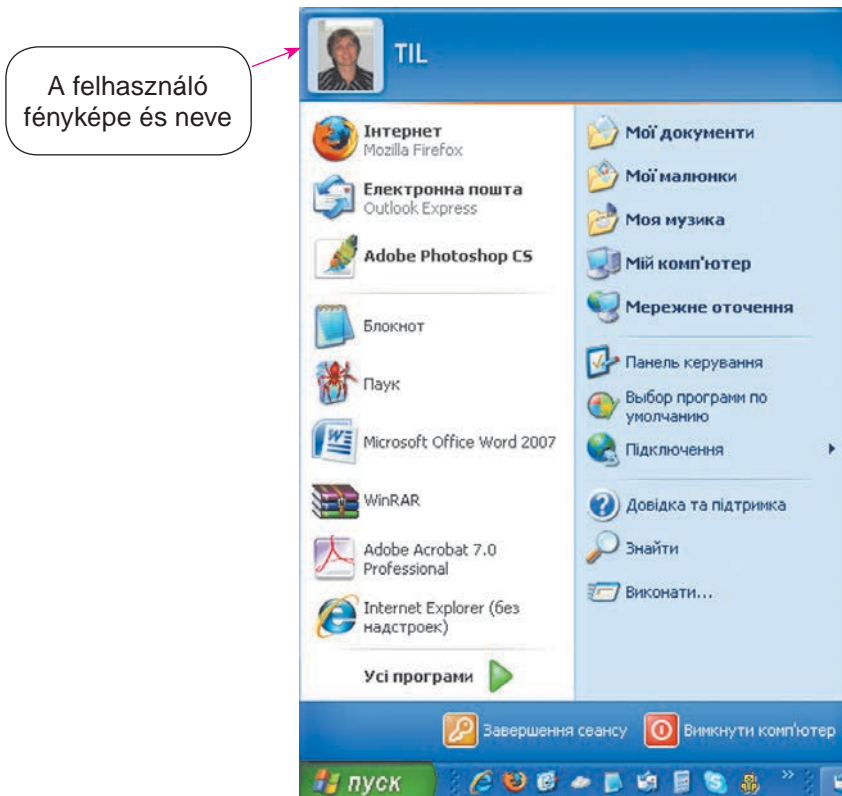 A felhasználó
fényképe és neve
TIL
Інтернет
Mozilla Firefox
Електронна пошта
Outlook Express
Adobe Photoshop CS
Блокнот
Паук
Microsoft Office Word 2007
WinRAR
Adobe Acrobat 7.0
Professional
Internet Explorer (без
надстроек)
Усі програми
Мої документи
Мої малюнки
Моя музика
Мій комп'ютер
Мережне оточення
Панель керування
Выбор программ по
умолчанию
Підключення
Довідка та підтримка
Знайти
Виконати...
Завершення сеансу
Вимкнути комп'ютер
пуск